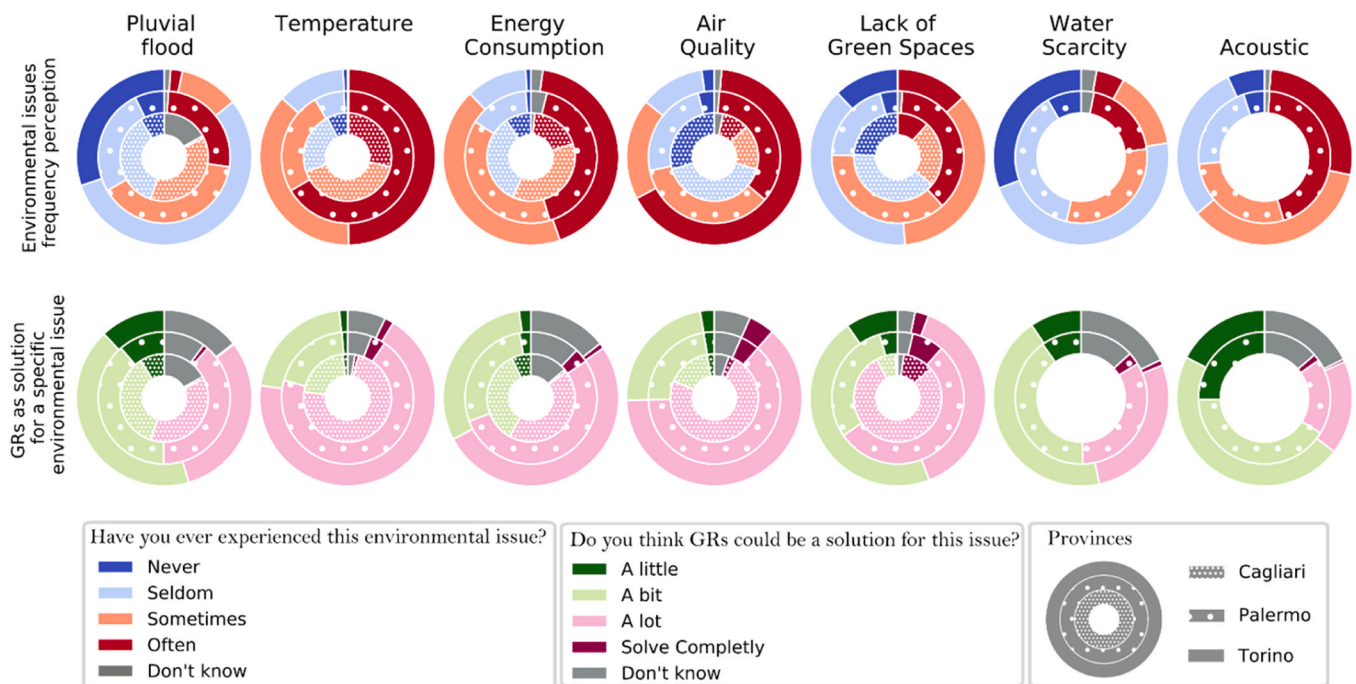 Pluvial
flood
Temperature
Energy
Consumption
Air
Quality
Lack of
Green Spaces
Water
Scarcity
Acoustic
Environmental issues
frequency perception
GRs as solution
for a specific
environmental issue
Have you ever experienced this environmental issue?
Never
Seldom
Sometimes
Often
Don't know
Do you think GRs could be a solution for this issue?
A little
A bit
A lot
Solve Completly
Don't know
Provinces
Cagliari
Palermo
Torino